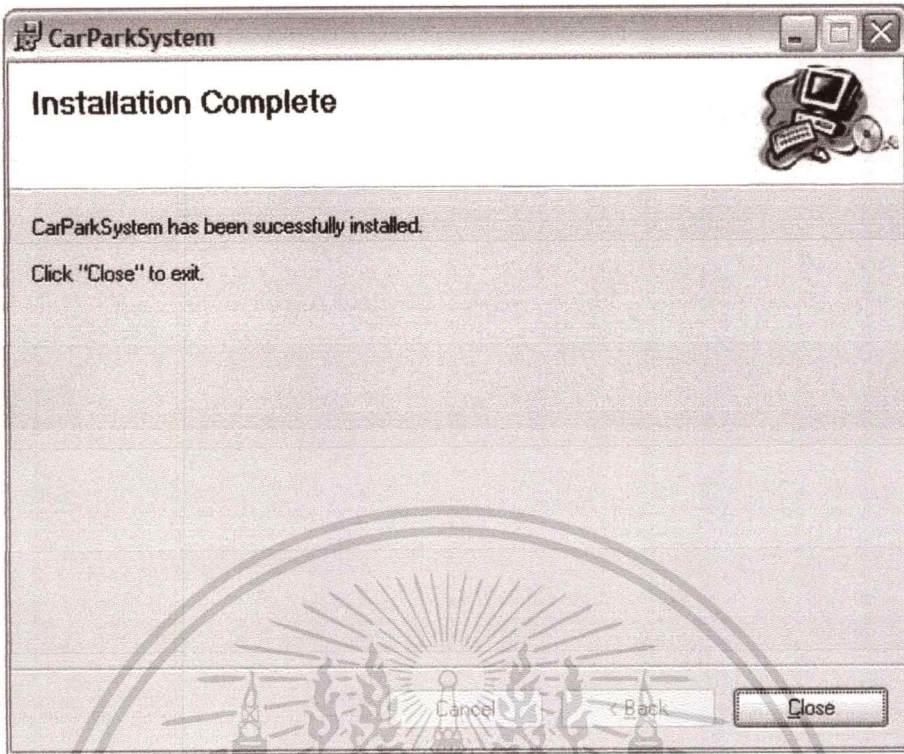 CarParkSystem
Installation Complete
CarParkSystem has been sucessfully installed.
Click "Close" to exit.
Cancel
< Back
Close